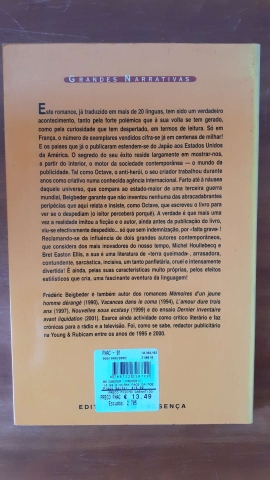 GRANDES NARRATIVAS
Este romance, já traduzido em mais de 20 línguas, tem sido um verdadeiro
acontecimento, tanto pela forte polémica que à sua volta se tem gerado,
como pela curiosidade que tem despertado, em termos de leitura. Só em
França, o número de exemplares vendidos cifra-se já em centenas de milhar!
E os países que já o publicaram estendem-se do Japão aos Estados Unidos
da América. O segredo do seu êxito reside largamente em mostrar-nos,
a partir do interior, o motor da sociedade contemporânea — o mundo
da publicidade. Tal como Octave, o anti-herói, o seu criador trabalhou durante
anos como criativo numa conhecida agência internacional. Farto até à náusea
daquele universo, que compara ao estado-maior de uma terceira guerra
mundial, Beigbeder garante que não inventou nenhuma das abracadabrantes
peripécias que aqui relata e insiste, como Octave, que escreveu o livro para
ver se o despediam (o leitor perceberá porquê). A verdade é que mais uma
vez a realidade imitou a ficção e o autor, ainda antes da publicação do livro,
viu-se efectivamente despedido... só que sem indemnização, por «falta grave»!
Reclamando-se da influência de dois grandes autores contemporâneos,
que considera dos mais inovadores do nosso tempo, Michel Houllebecq e
Bret Easton Ellis, a sua é uma literatura de «terra queimada», arrasadora,
contundente, sarcástica, incisiva, um tanto panfletária, cruel e intensamente
divertida! E ainda, pelas suas características muito próprias, pelos efeitos
estilísticos que cria, uma fascinante aventura da linguagem!
Frédéric Beigbeder é também autor dos romances Mémoires d'un jeune
homme dérangé (1990), Vacances dans le coma (1994), L'amour dure trois
ans (1997), Nouvelles sous ecstasy (1999) e do ensaio Dernier inventaire
avant liquidation (2001). Exerce ainda actividade como crítico literário e faz
crónicas para a rádio e a televisão. Foi, como se sabe, redactor publicitário
na Young & Rubicam entre os anos de 1995 e 2000.
FNAC
PREÇO FNAC € 13,49
EDIT
SENÇA